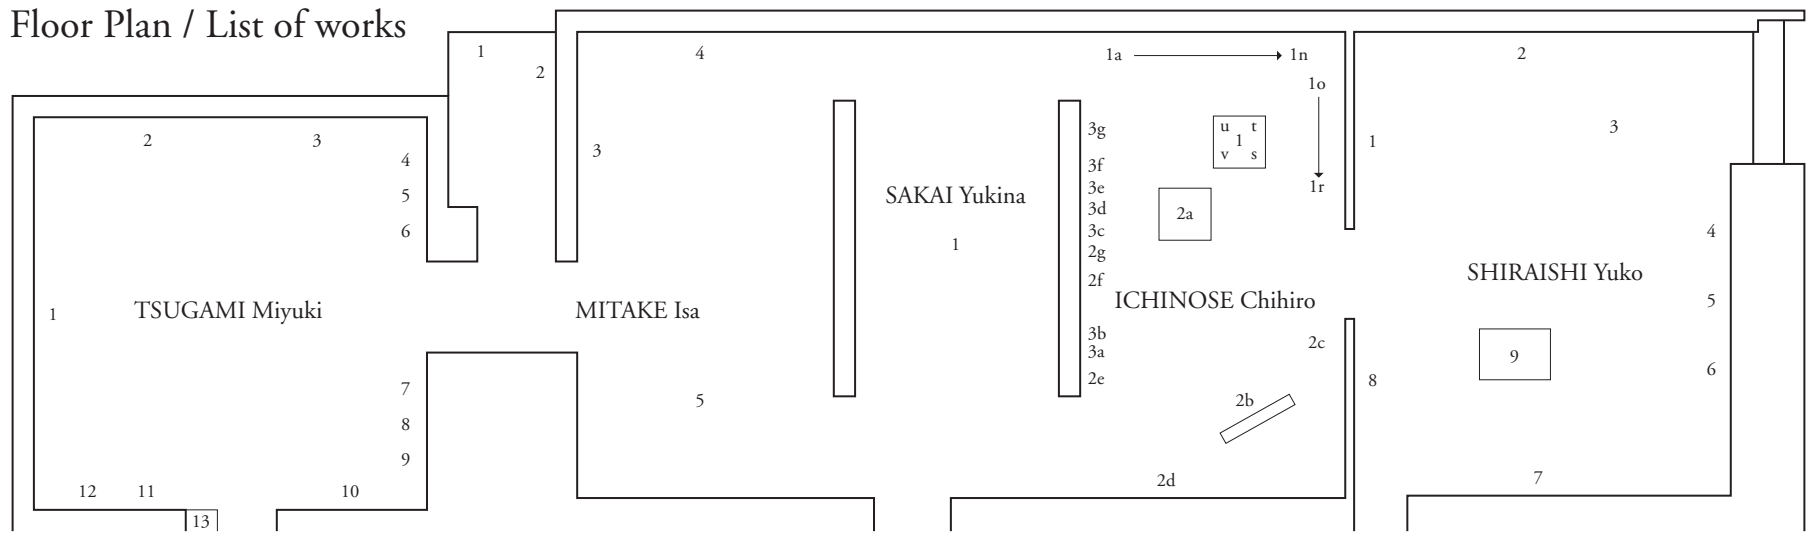 Floor Plan / List of works
1
2
4
1a 1n
1o
2
2
3
4
5
6
3
3g
3f
3e
3d
3c
2g
2f
u t
1
v s
1r
2a
1
3
SAKAI Yukina
1
1
TSUGAMI Miyuki
MITAKE Isa
ICHINOSE Chihiro
SHIRAISHI Yuko
4
5
6
3b
3a
2e
2c
9
8
7
8
9
5
2b
12
11
10
13
2d
7